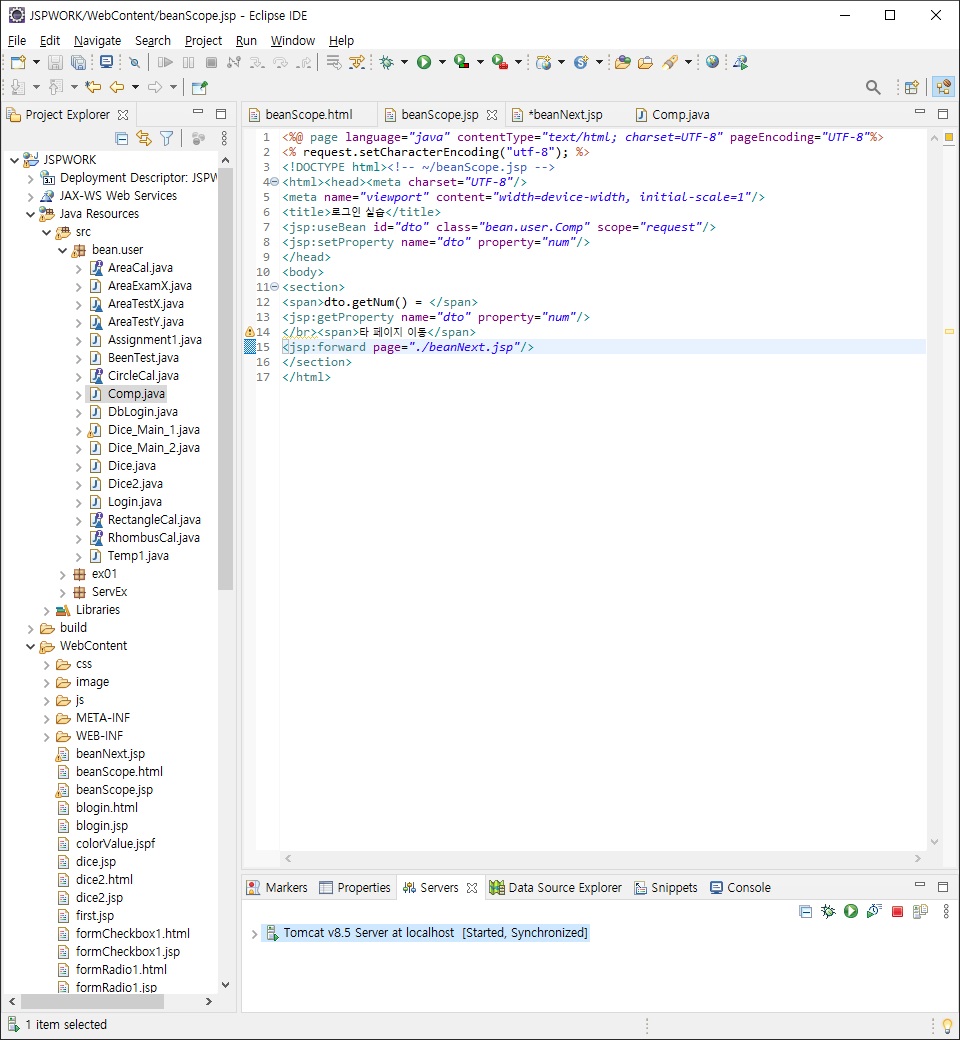 JSPWORK/WebContent/beanScope.jsp - Eclipse IDE
File Edit Navigate Search Project Run Window Help
Project Explorer
JSPWORK
Deployment Descriptor: JSPW
JAX-WS Web Services
Java Resources
src
bean.user
AreaCal.java
AreaExamX.java
AreaTestX.java
AreaTestY.java
Assignment1.java
BeenTest.java
CircleCal.java
Comp.java
DbLogin.java
Dice_Main_1.java
Dice_Main_2.java
Dice.java
Dice2.java
Login.java
RectangleCal.java
RhombusCal.java
Temp1.java
ex01
ServEx
Libraries
build
WebContent
css
image
js
META-INF
WEB-INF
beanNext.jsp
beanScope.html
beanScope.jsp
blogin.html
blogin.jsp
colorValue.jspf
dice.jsp
dice2.html
dice2.jsp
first.jsp
formCheckbox1.html
formCheckbox1.jsp
formRadio1.html
formRadio1.jsp
beanScope.html beanScope.jsp *beanNext.jsp Comp.java
1 <%@ page language="java" contentType="text/html; charset=UTF-8" pageEncoding="UTF-8"%>
2 <% request.setCharacterEncoding("utf-8"); %>
3 <!DOCTYPE html><!-- ~/beanScope.jsp -->
4 <html><head><meta charset="UTF-8"/>
5 <meta name="viewport" content="width=device-width, initial-scale=1"/>
6 <title>로그인 실습</title>
7 <jsp:useBean id="dto" class="bean.user.Comp" scope="request"/>
8 <jsp:setProperty name="dto" property="num"/>
9 </head>
10 <body>
11 <section>
12 <span>dto.getNum() = </span>
13 <jsp:getProperty name="dto" property="num"/>
14 </br><span>타 페이지 이동</span>
15 <jsp:forward page="./beanNext.jsp"/>
16 </section>
17 </html>
Markers Properties Servers Data Source Explorer Snippets Console
Tomcat v8.5 Server at localhost [Started, Synchronized]
1 item selected